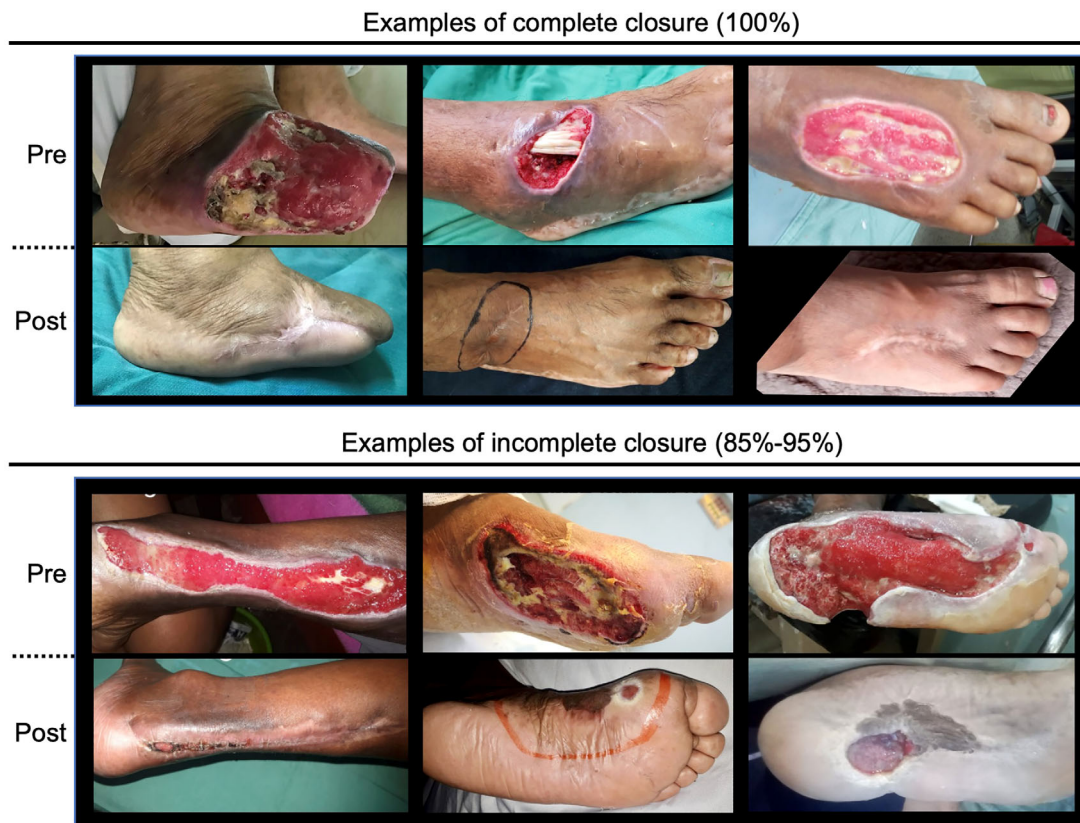 Examples of complete closure (100%)
Pre
Post
Examples of incomplete closure (85%-95%)
Pre
Post